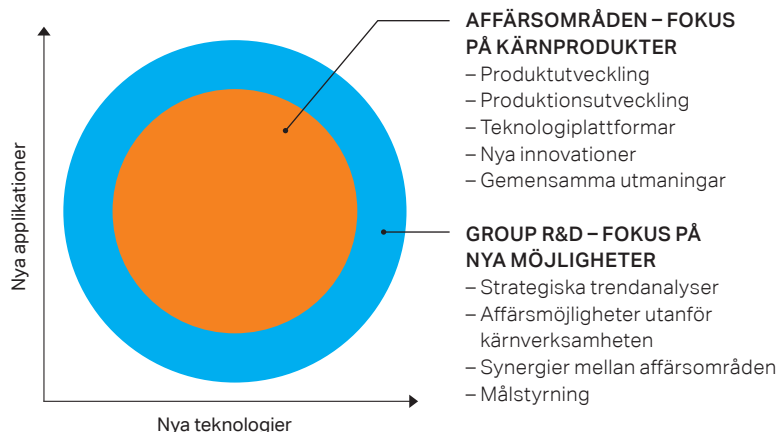 AFFÄRSOMRÅDEN – FOKUS
PÅ KÄRNPRODUKTER
– Produktutveckling
– Produktionsutveckling
– Teknologiplattformar
– Nya innovationer
– Gemensamma utmaningar
GROUP R&D – FOKUS PÅ
NYA MÖJLIGHETER
– Strategiska trendanalyser
– Affärsmöjligheter utanför
kärnverksamheten
– Synergier mellan affärsområden
– Målstyrning
Nya applikationer
Nya teknologier